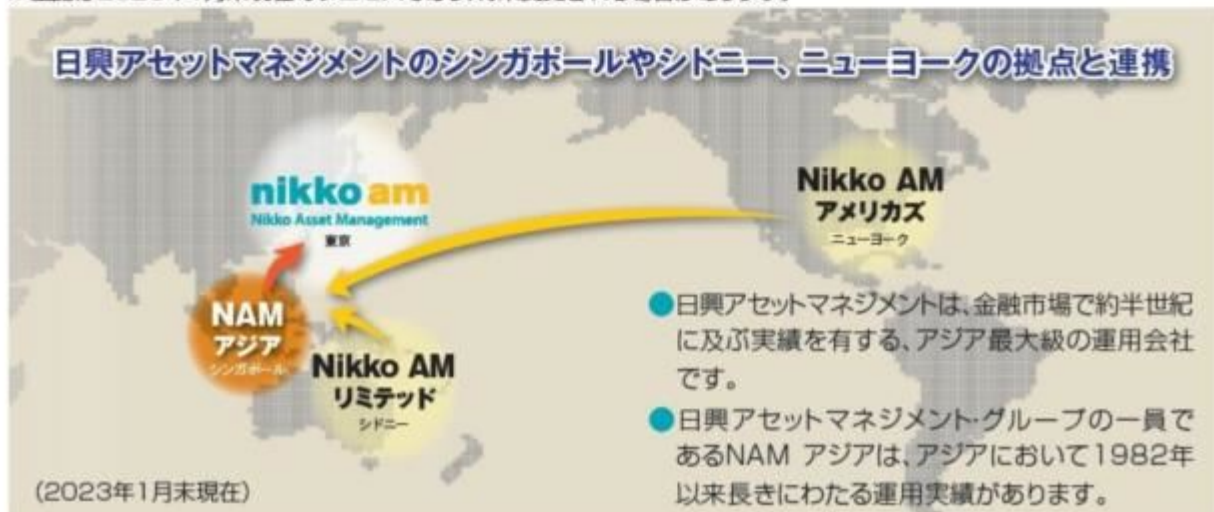 日興アセットマネジメントのシンガポールやシドニー、ニューヨークの拠点と連携
nikko am
Nikko Asset Management
東京
Nikko AM
アメリカズ
ニューヨーク
NAM
アジア
シンガポール
Nikko AM
リミテッド
シドニー
●日興アセットマネジメントは、金融市場で約半世紀
に及ぶ実績を有する、アジア最大級の運用会社
です。
●日興アセットマネジメント・グループの一員で
あるNAM アジアは、アジアにおいて1982年
以来長きにわたる運用実績があります。
(2023年1月末現在)